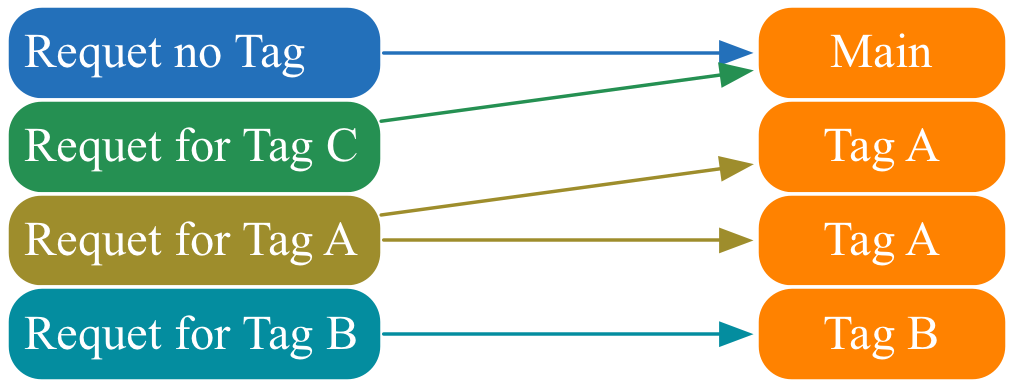 Requet no Tag
Main
Requet for Tag C
Tag A
Requet for Tag A
Tag A
Requet for Tag B
Tag B